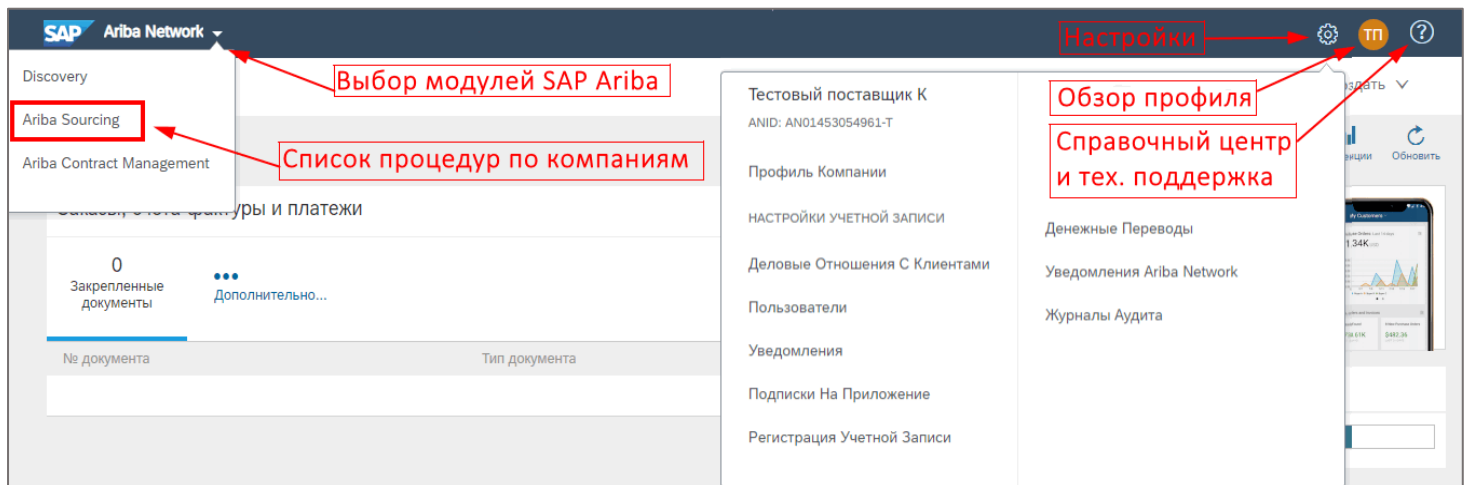 SAP Ariba Network
Настройки
ТП
?
Discovery
Ariba Sourcing
Ariba Contract Management
Выбор модулей SAP Ariba
Список процедур по компаниям
Обзор профиля
Справочный центр
и тех. поддержка
Тестовый поставщик К
ANID: AN01453054961-T
Профиль Компании
НАСТРОЙКИ УЧЕТНОЙ ЗАПИСИ
Деловые Отношения С Клиентами
Пользователи
Уведомления
Подписки На Приложение
Регистрация Учетной Записи
Денежные Переводы
Уведомления Ariba Network
Журналы Аудита
Обновить
и платежи
0
Закрепленные
документы
Дополнительно...
№ документа
Тип документа
1.34K